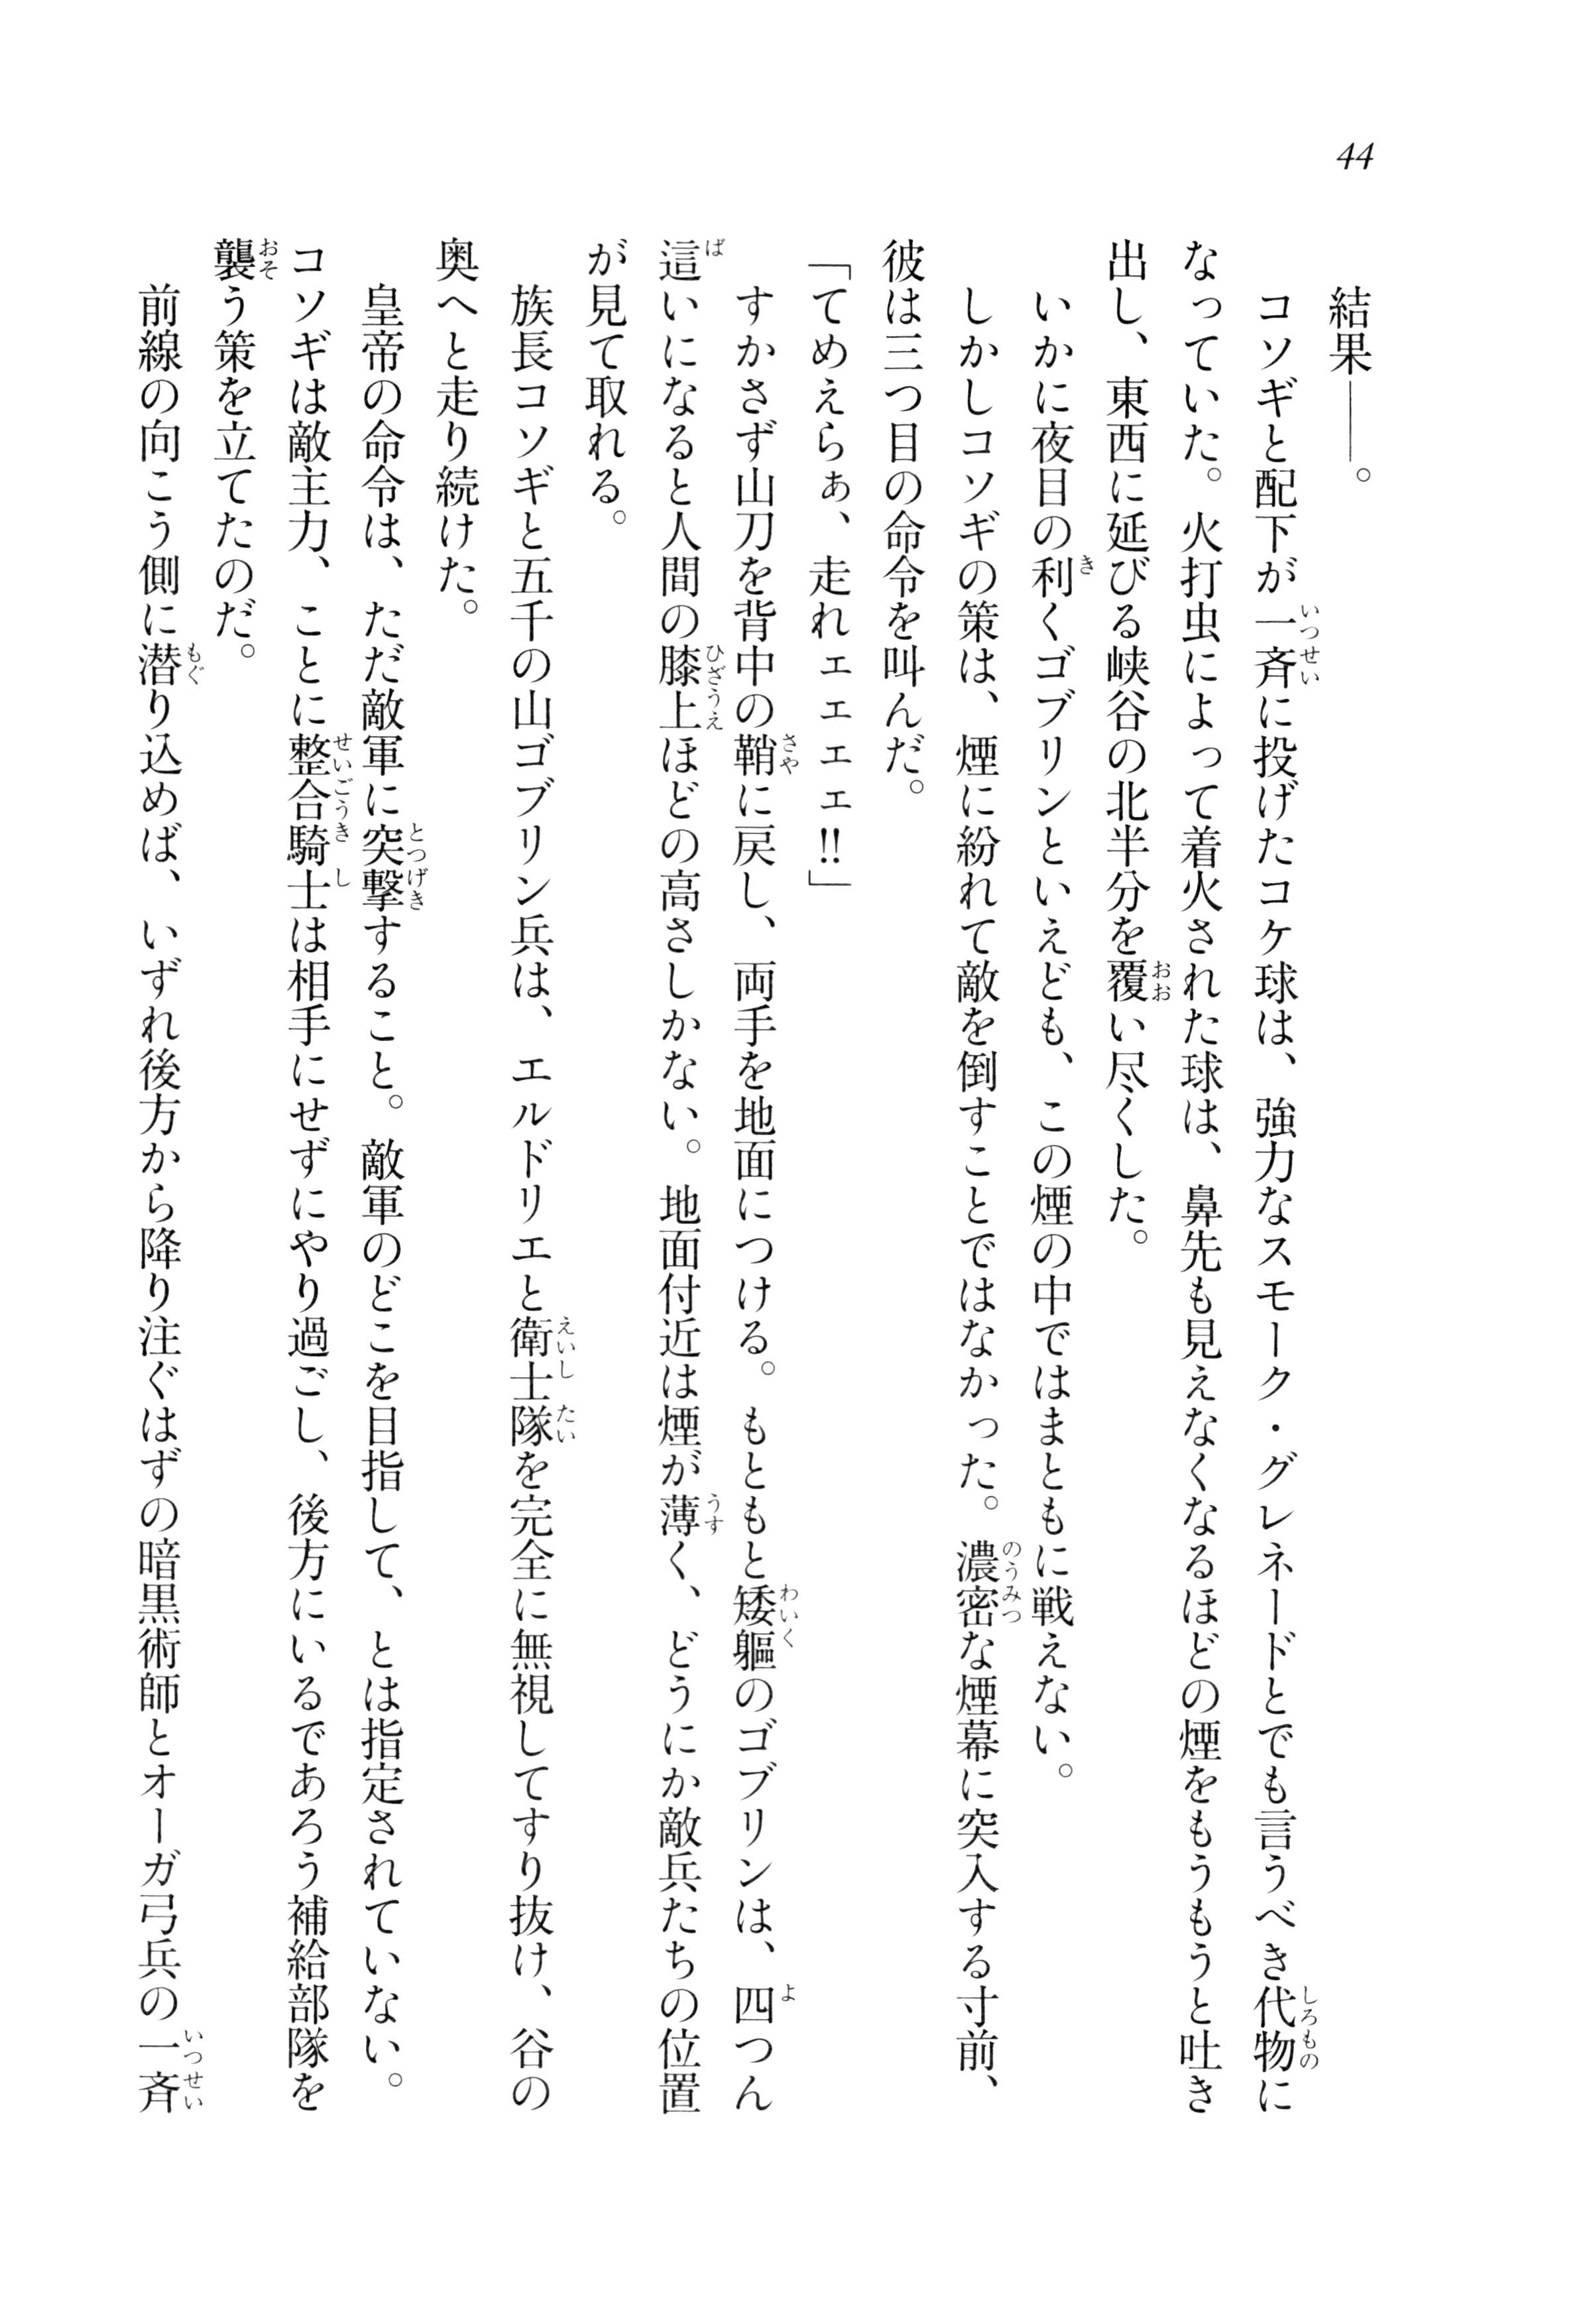 44
結果――。
コソギと配下が一斉に投げたコケ球は、強力なスモーク・グレネードとでも言うべき代物に
なっていた。火打虫によって着火された球は、鼻先も見えなくなるほどの煙をもうもうと吐き
出し、東西に延びる峡谷の北半分を覆い尽くした。
いかに夜目の利くゴブリンといえども、この煙の中ではまともに戦えない。
しかしコソギの策は、煙に紛れて敵を倒すことではなかった。濃密な煙幕に突入する寸前、
彼は三つ目の命令を叫んだ。
「てめえらぁ、走れェェェェ!!」
すかさず山刀を背中の鞘に戻し、両手を地面につける。もともと矮軀のゴブリンは、四つん
這いになると人間の膝上ほどの高さしかない。地面付近は煙が薄く、どうにか敵兵たちの位置
が見て取れる。
族長コソギと五千の山ゴブリン兵は、エルドリエと衛士隊を完全に無視してすり抜け、谷の
奥へと走り続けた。
皇帝の命令は、ただ敵軍に突撃すること。敵軍のどこを目指して、とは指定されていない。
コソギは敵主力、ことに整合騎士は相手にせずにやり過ごし、後方にいるであろう補給部隊を
襲う策を立てたのだ。
前線の向こう側に潜り込めば、いずれ後方から降り注ぐはずの暗黒術師とオーガ弓兵の一斉